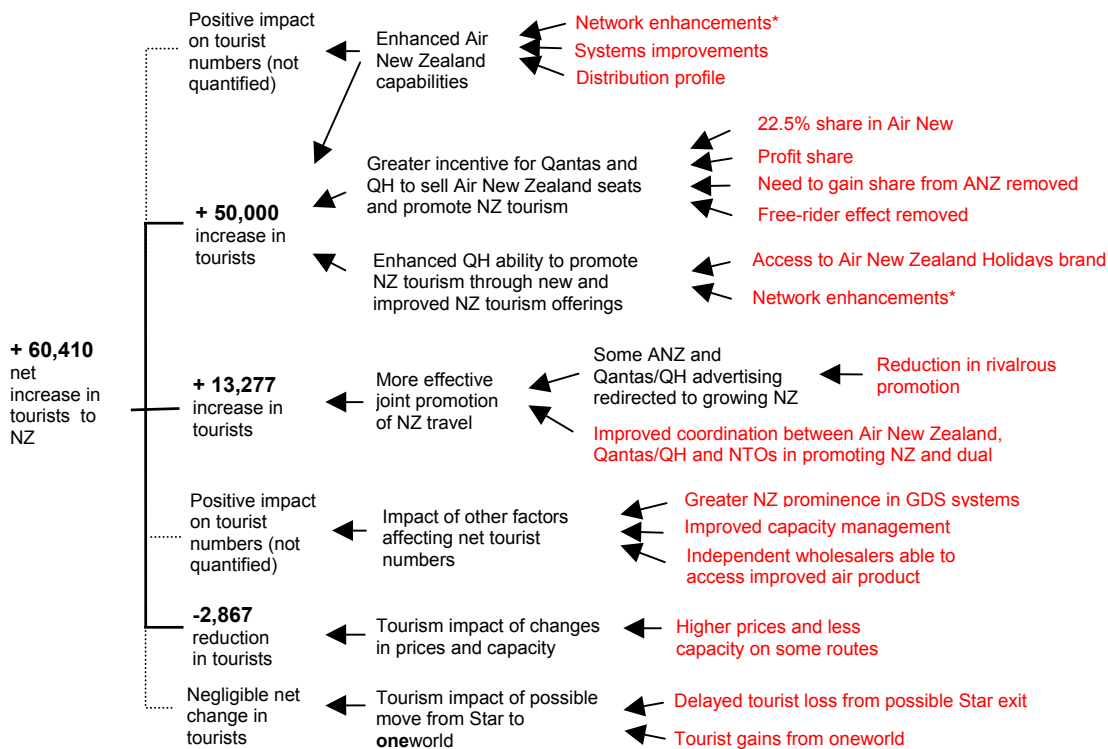 Positive impact
on tourist
numbers (not
quantified)
Enhanced Air
New Zealand
capabilities
Network enhancements*
Systems improvements
Distribution profile
+ 50,000
increase in
tourists
Greater incentive for Qantas and
QH to sell Air New Zealand seats
and promote NZ tourism
22.5% share in Air New
Profit share
Need to gain share from ANZ removed
Free-rider effect removed
Enhanced QH ability to promote
NZ tourism through new and
improved NZ tourism offerings
Access to Air New Zealand Holidays brand
Network enhancements*
+ 60,410
net
increase in
tourists to
NZ
+ 13,277
increase in
tourists
More effective
joint promotion
of NZ travel
Some ANZ and
Qantas/QH advertising
redirected to growing NZ
Reduction in rivalrous
promotion
Improved coordination between Air New Zealand,
Qantas/QH and NTOs in promoting NZ and dual
Positive impact
on tourist
numbers (not
quantified)
Impact of other factors
affecting net tourist
numbers
Greater NZ prominence in GDS systems
Improved capacity management
Independent wholesalers able to
access improved air product
-2,867
reduction
in tourists
Tourism impact of changes
in prices and capacity
Higher prices and less
capacity on some routes
Negligible net
change in
tourists
Tourism impact of possible
move from Star to
oneworld
Delayed tourist loss from possible Star exit
Tourist gains from oneworld